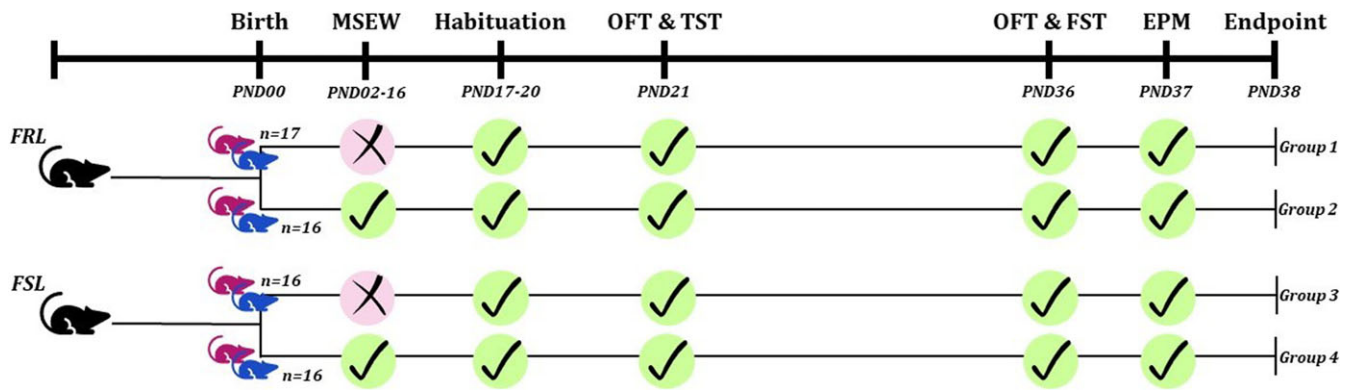 Birth MSEW Habituation OFT & TST OFT & FST EPM Endpoint
PND00 PND02-16 PND17-20 PND21 PND36 PND37 PND38
FRL
n=17
Group 1
n=16
Group 2
FSL
n=16
Group 3
n=16
Group 4